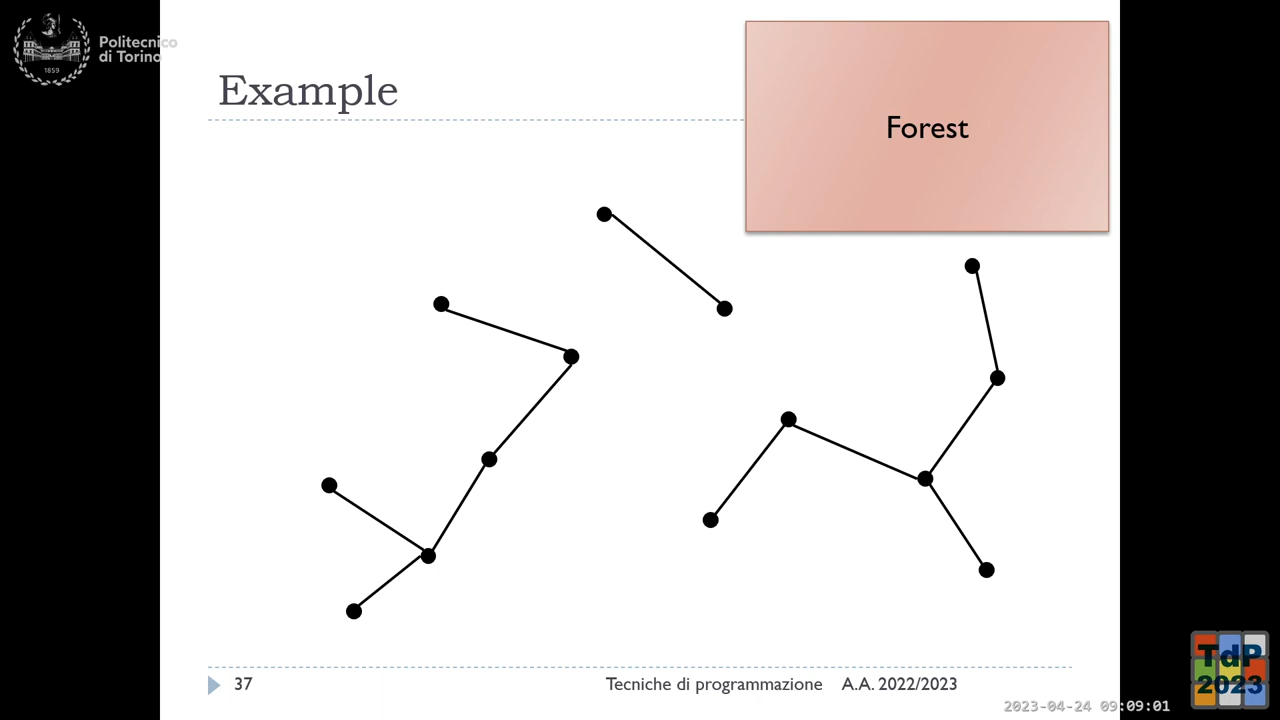 Politecnico
di Torino
1859
Example
Forest
37
Tecniche di programmazione A.A. 2022/2023
2023-04-24 09:09:01
TdP
2023